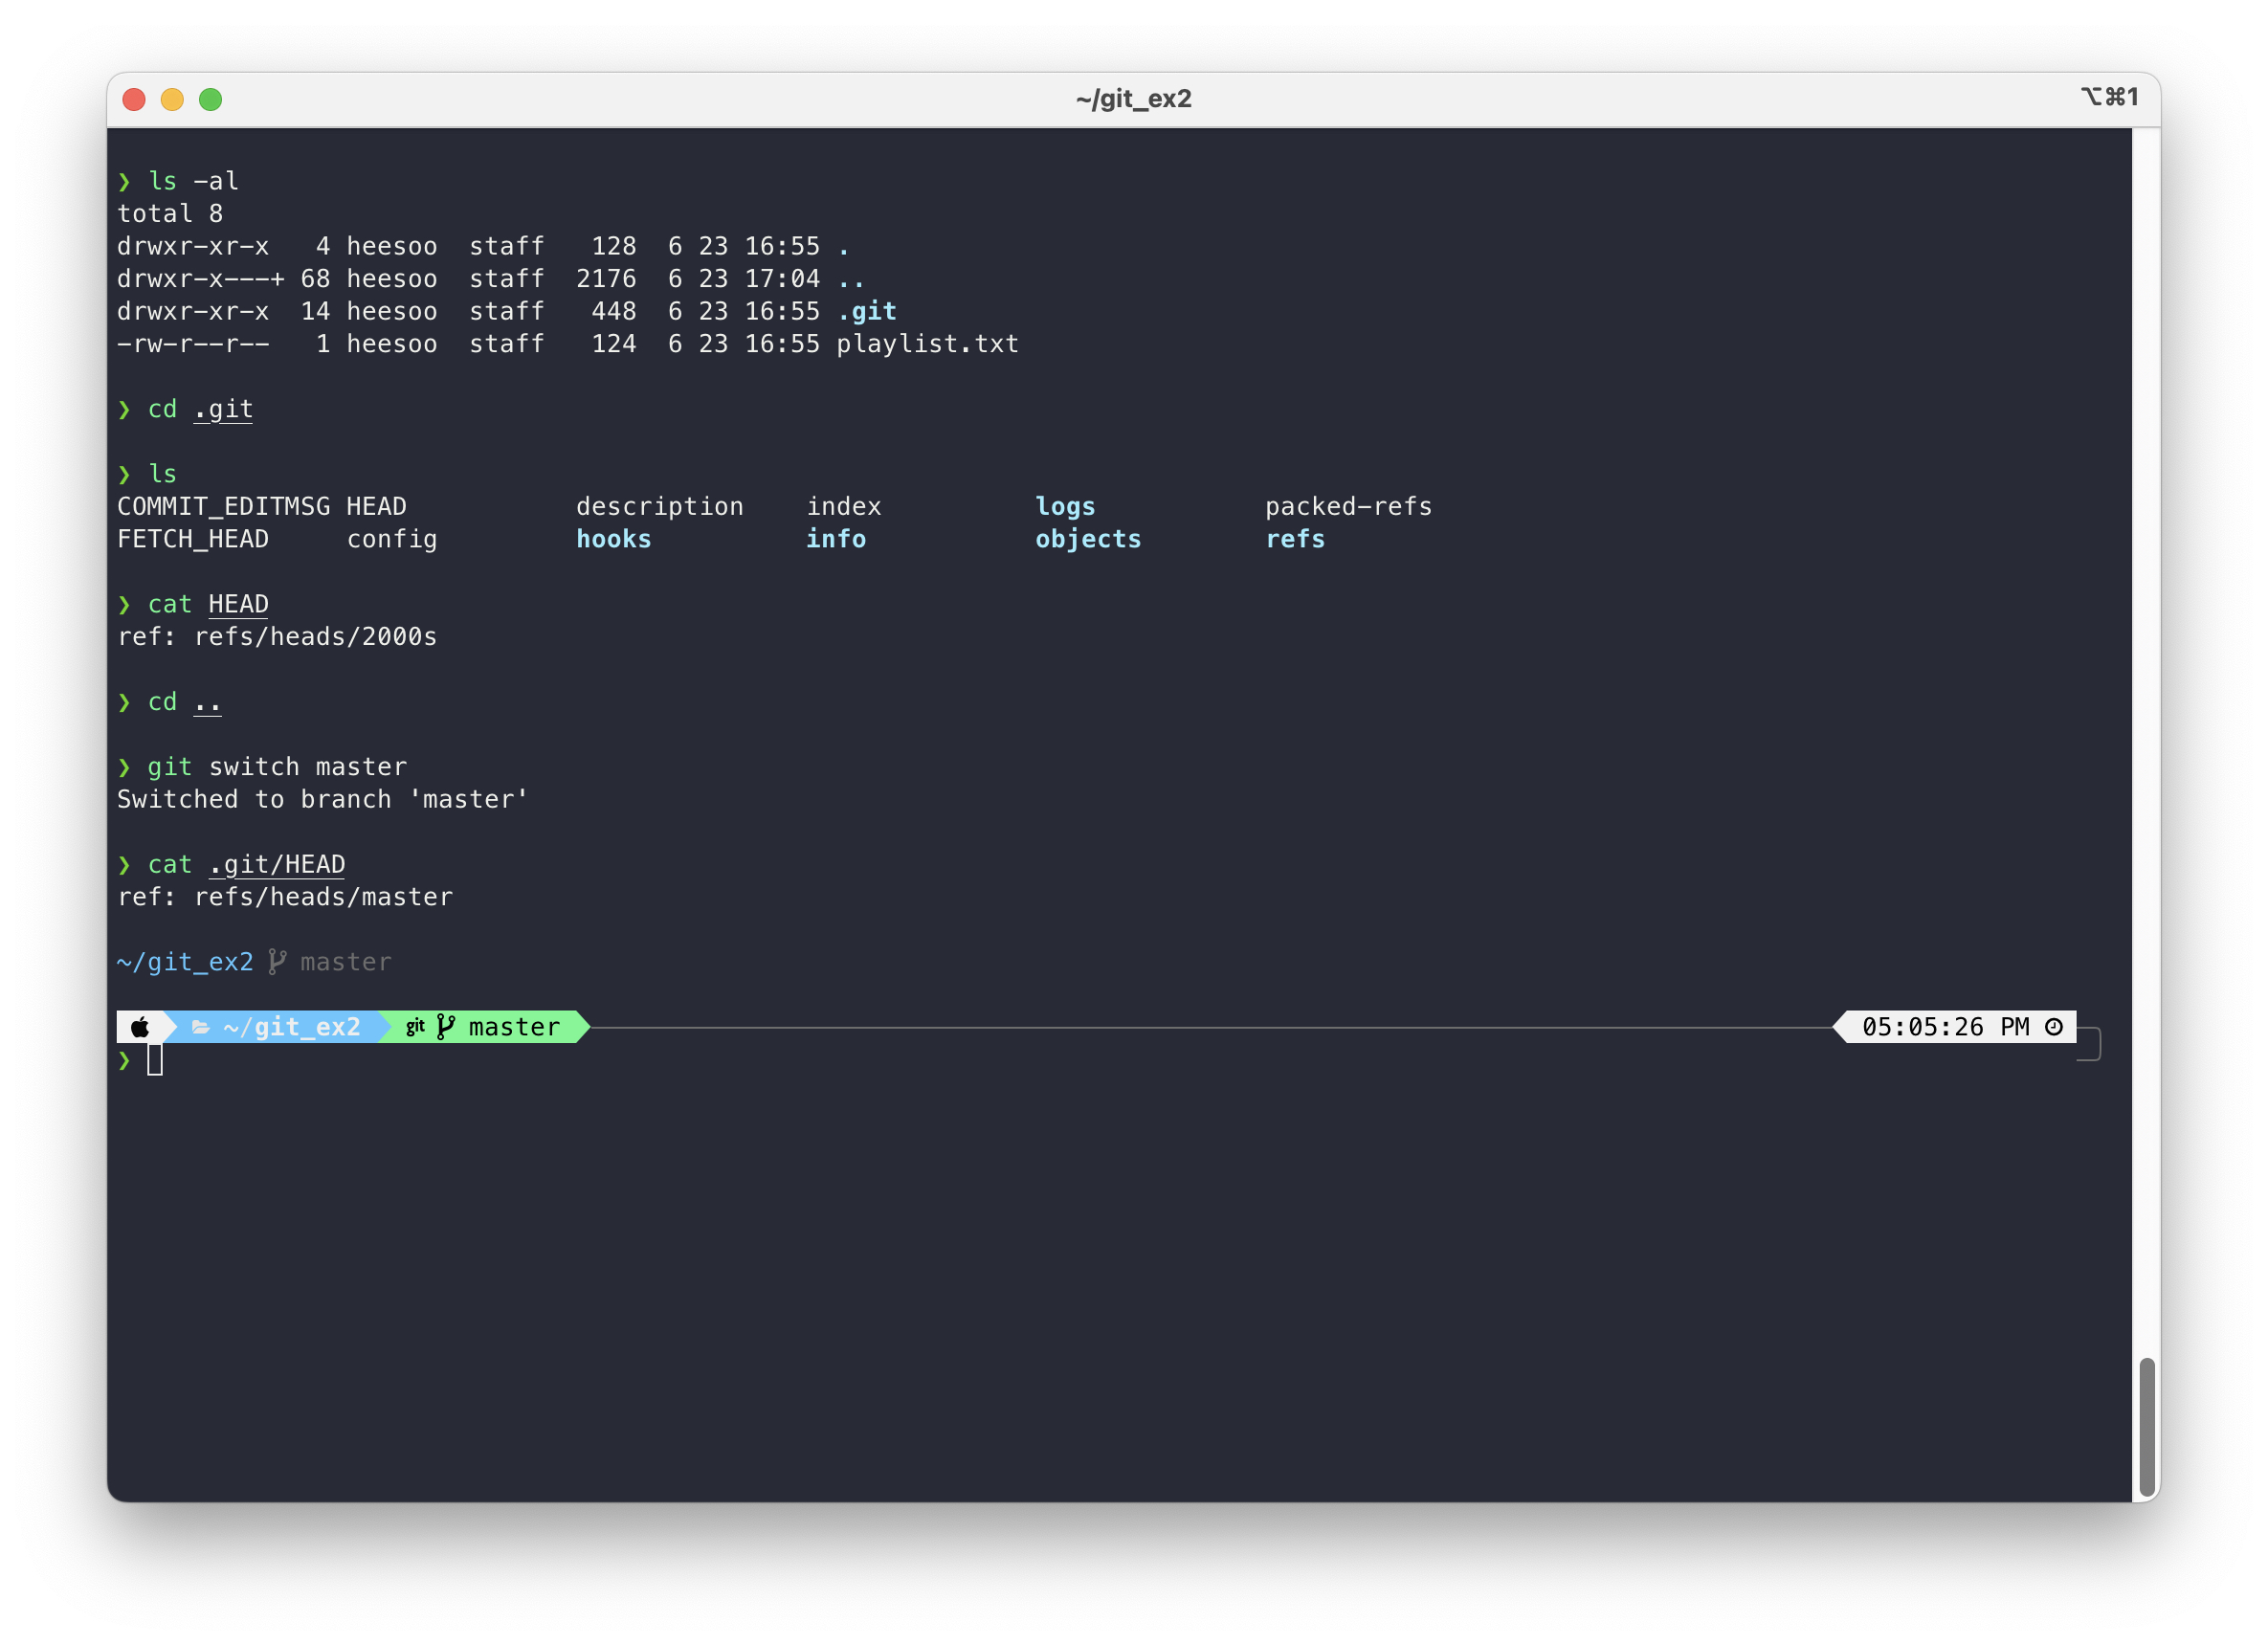 ~/git_ex2 ⌥⌘1
❯ ls -al
total 8
drwxr-xr-x   4 heesoo  staff   128  6 23 16:55 .
drwxr-x---+ 68 heesoo  staff  2176  6 23 17:04 ..
drwxr-xr-x  14 heesoo  staff   448  6 23 16:55 .git
-rw-r--r--   1 heesoo  staff   124  6 23 16:55 playlist.txt
❯ cd .git
❯ ls
COMMIT_EDITMSG HEAD           description    index          logs           packed-refs
FETCH_HEAD     config         hooks          info           objects        refs
❯ cat HEAD
ref: refs/heads/2000s
❯ cd ..
❯ git switch master
Switched to branch 'master'
❯ cat .git/HEAD
ref: refs/heads/master
~/git_ex2 master
~/git_ex2 git master 05:05:26 PM
❯